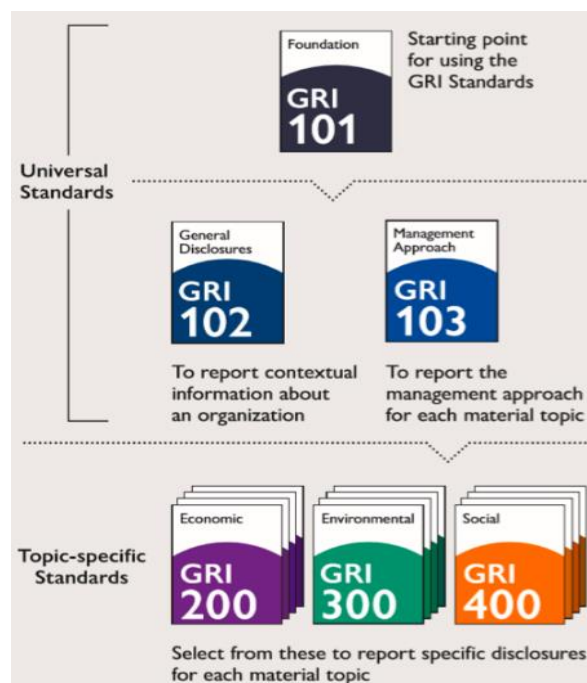 Foundation
GRI
101
Starting point
for using the
GRI Standards
Universal
Standards
General
Disclosures
GRI
102
Management
Approach
GRI
103
To report contextual
information about
an organization
To report the
management approach
for each material topic
Topic-specific
Standards
Economic
GRI
200
Environmental
GRI
300
Social
GRI
400
Select from these to report specific disclosures
for each material topic